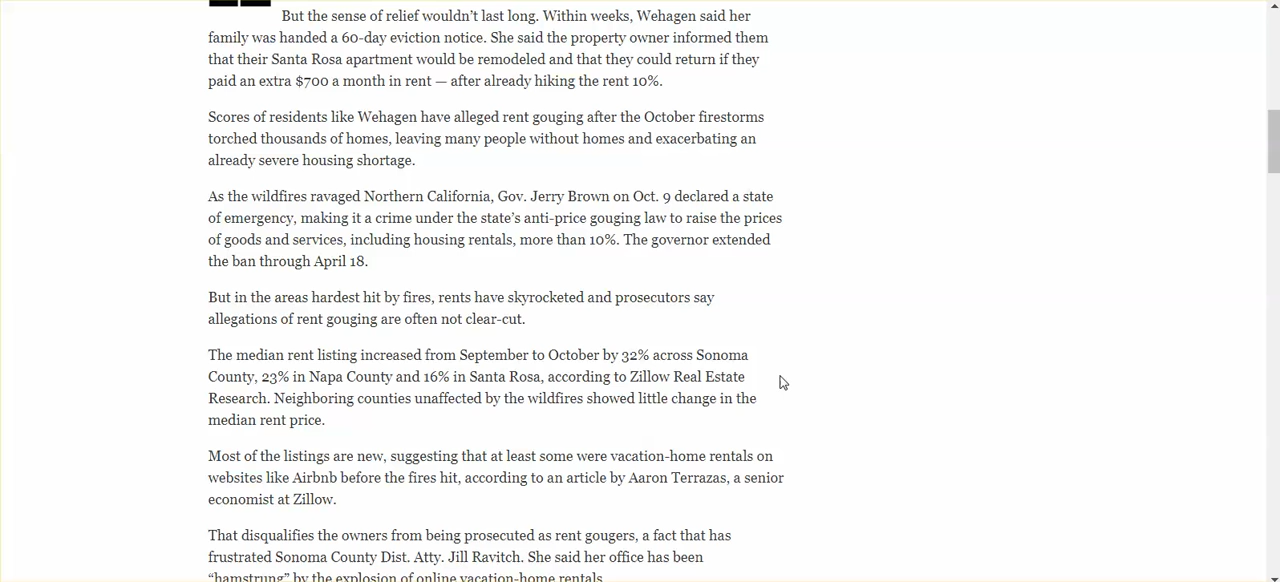 But the sense of relief wouldn’t last long. Within weeks, Wehagen said her
family was handed a 60-day eviction notice. She said the property owner informed them
that their Santa Rosa apartment would be remodeled and that they could return if they
paid an extra $700 a month in rent — after already hiking the rent 10%.
Scores of residents like Wehagen have alleged rent gouging after the October firestorms
torched thousands of homes, leaving many people without homes and exacerbating an
already severe housing shortage.
As the wildfires ravaged Northern California, Gov. Jerry Brown on Oct. 9 declared a state
of emergency, making it a crime under the state’s anti-price gouging law to raise the prices
of goods and services, including housing rentals, more than 10%. The governor extended
the ban through April 18.
But in the areas hardest hit by fires, rents have skyrocketed and prosecutors say
allegations of rent gouging are often not clear-cut.
The median rent listing increased from September to October by 32% across Sonoma
County, 23% in Napa County and 16% in Santa Rosa, according to Zillow Real Estate
Research. Neighboring counties unaffected by the wildfires showed little change in the
median rent price.
Most of the listings are new, suggesting that at least some were vacation-home rentals on
websites like Airbnb before the fires hit, according to an article by Aaron Terrazas, a senior
economist at Zillow.
That disqualifies the owners from being prosecuted as rent gougers, a fact that has
frustrated Sonoma County Dist. Atty. Jill Ravitch. She said her office has been
“hamstrung” by the explosion of online vacation-home rentals.